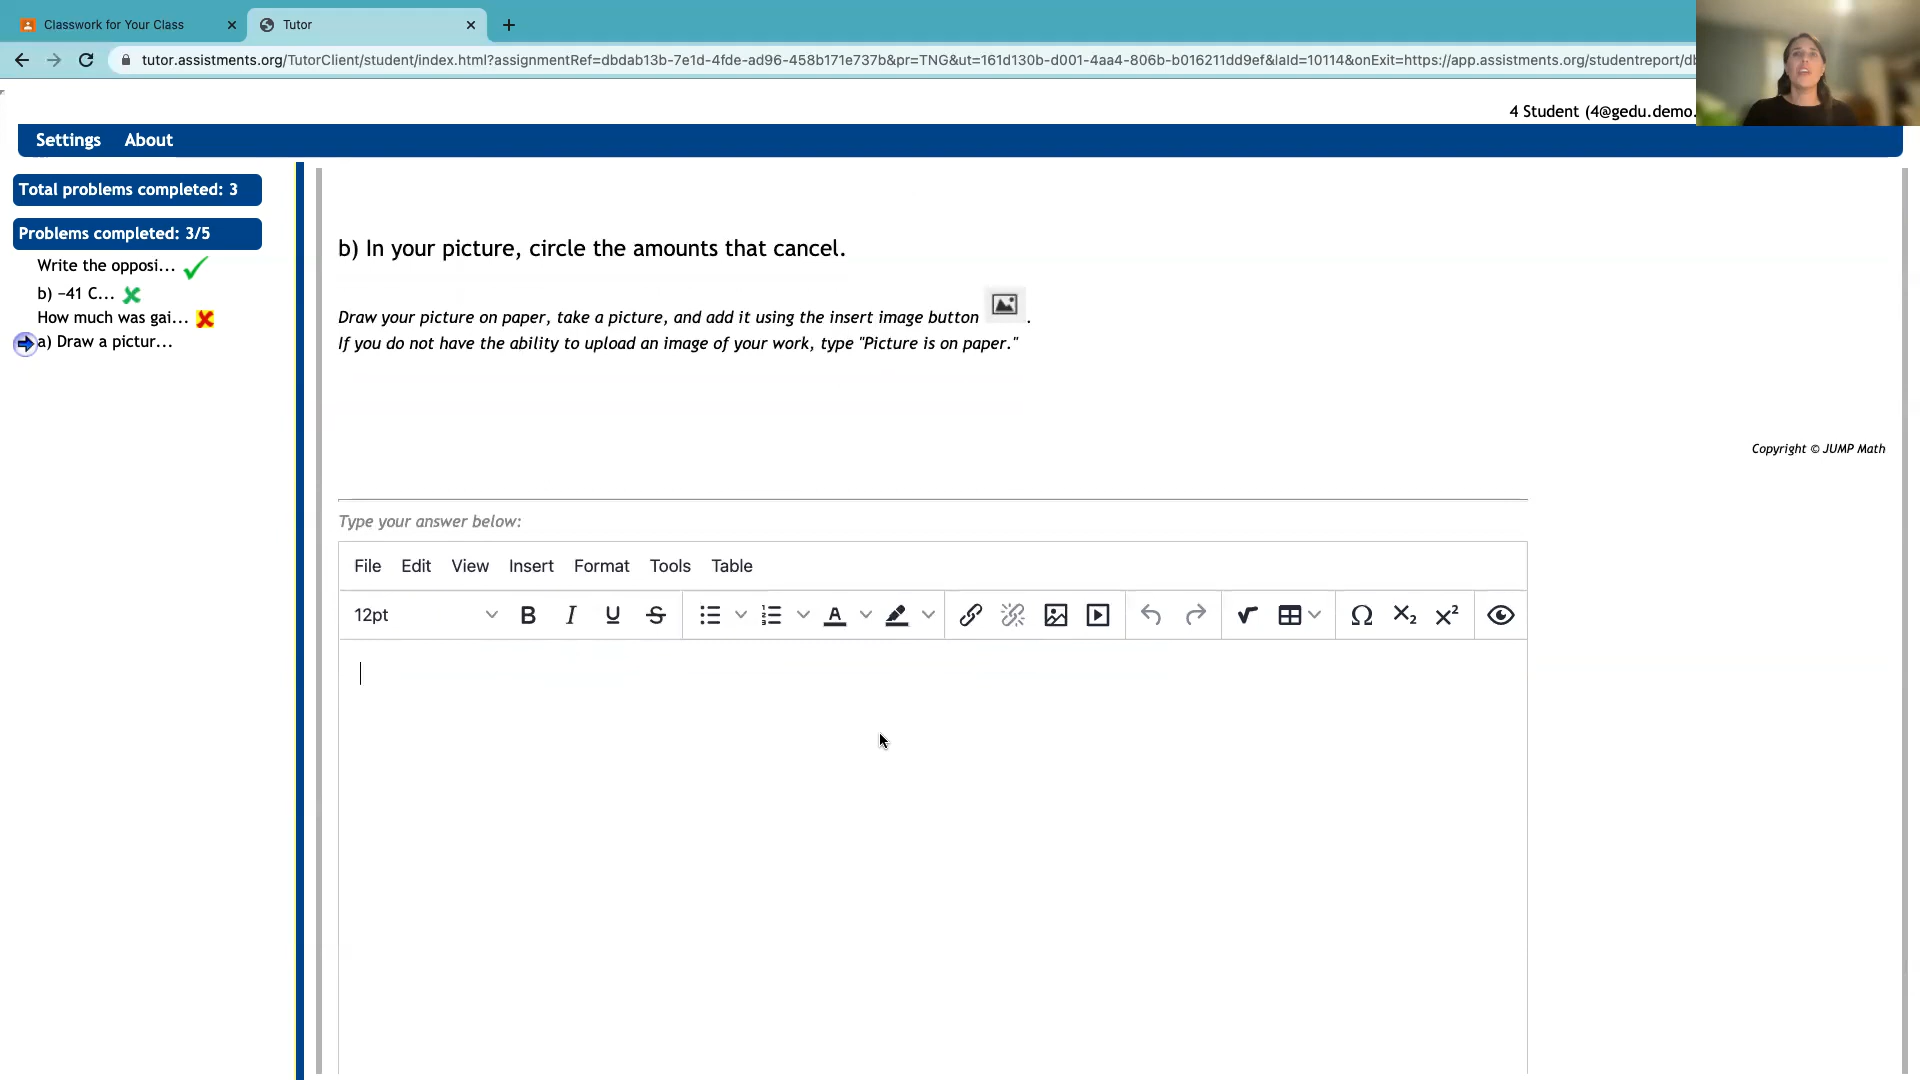 Classwork for Your Class
Tutor
tutor.assistments.org/TutorClient/student/index.html?assignmentRef=dbdab13b-7e1d-4fde-ad96-458b171e737b&pr=TNG&ut=161d130b-d001-4aa4-806b-b016211dd9ef&iaId=10114&onExit=https://app.assistments.org/studentreport/db
4 Student (4@gedu.demo.
Settings About
Total problems completed: 3
Problems completed: 3/5
Write the opposi...
b) −41 C...
How much was gai...
a) Draw a pictur...
b) In your picture, circle the amounts that cancel.
Draw your picture on paper, take a picture, and add it using the insert image button .
If you do not have the ability to upload an image of your work, type "Picture is on paper."
Copyright © JUMP Math
Type your answer below:
File Edit View Insert Format Tools Table
12pt B I U S A Ω X₂ X²